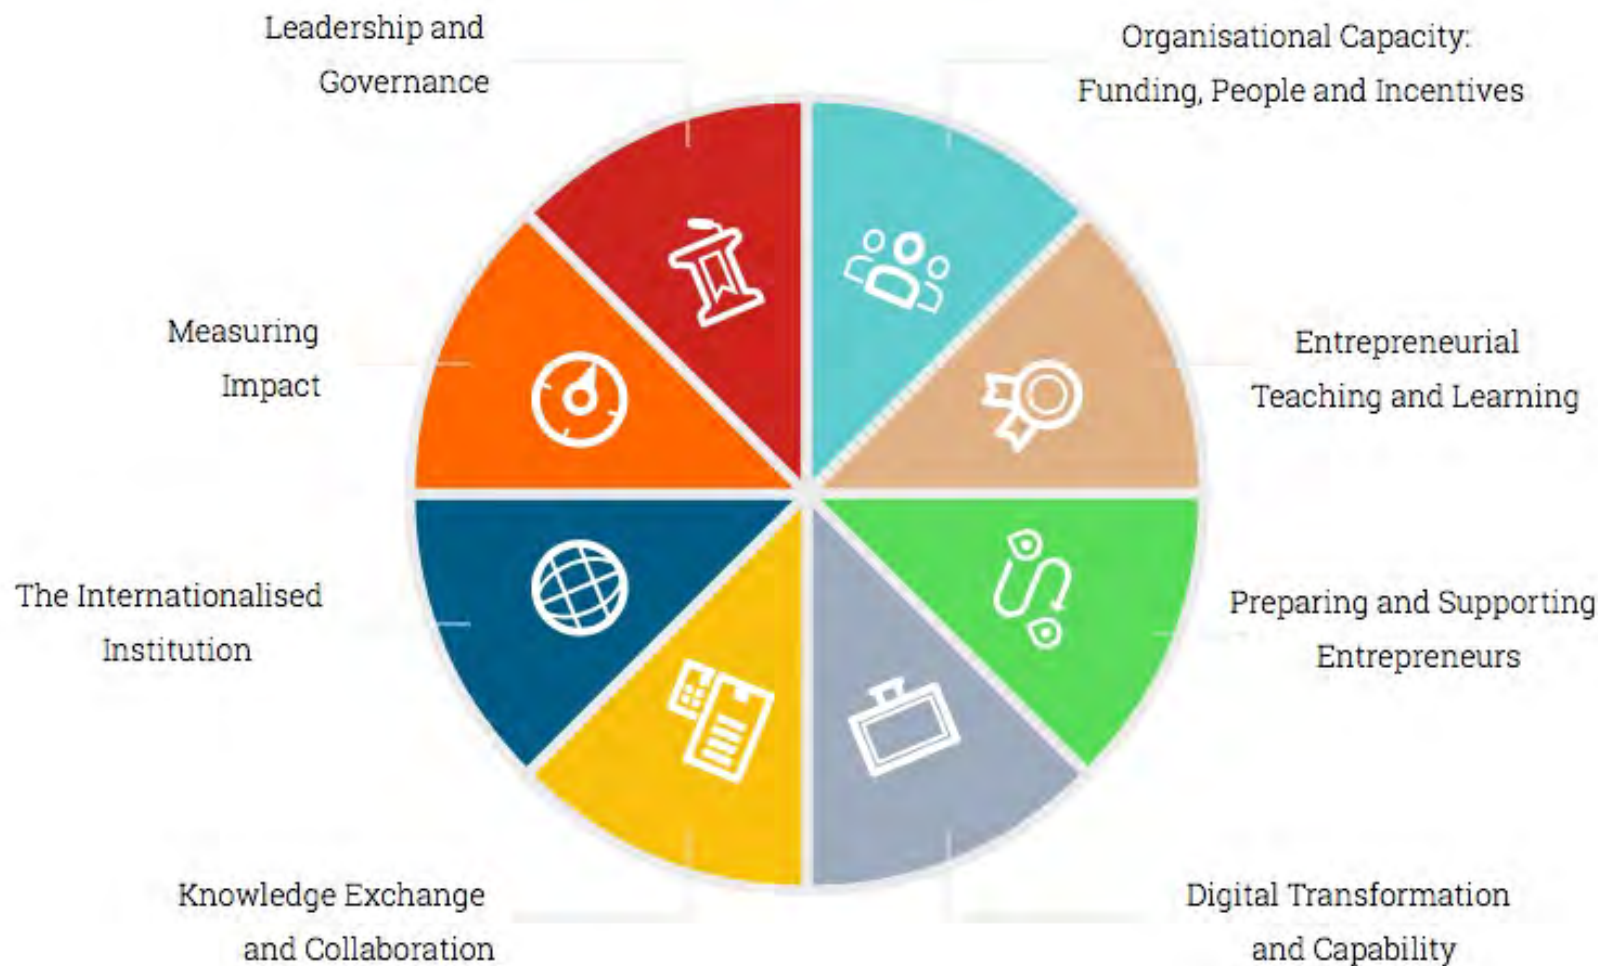 Leadership and
Governance
Organisational Capacity:
Funding, People and Incentives
Measuring
Impact
Entrepreneurial
Teaching and Learning
The Internationalised
Institution
Preparing and Supporting
Entrepreneurs
Knowledge Exchange
and Collaboration
Digital Transformation
and Capability